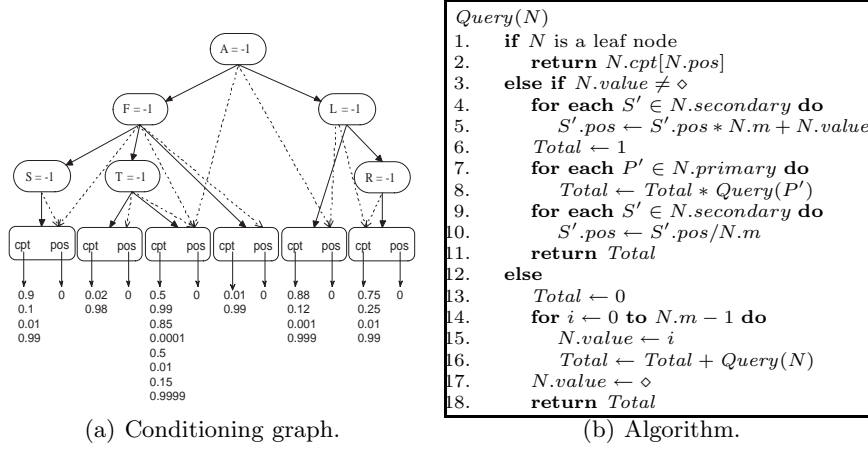 A = -1
F = -1
L = -1
S = -1
T = -1
R = -1
cpt pos cpt pos cpt pos cpt pos cpt pos cpt pos
0.9 0 0.02 0 0.5 0 0.01 0 0.88 0 0.75 0
0.1 0.98 0.99 0.99 0.12 0.25
0.01 0.85 0.001 0.01
0.99 0.0001 0.999 0.99
0.5
0.01
0.15
0.9999
(a) Conditioning graph.
Query(N)
1. if N is a leaf node
2. return N.cpt[N.pos]
3. else if N.value ≠ ⋄
4. for each S′ ∈ N.secondary do
5. S′.pos ← S′.pos ∗ N.m + N.value
6. Total ← 1
7. for each P′ ∈ N.primary do
8. Total ← Total ∗ Query(P′)
9. for each S′ ∈ N.secondary do
10. S′.pos ← S′.pos/N.m
11. return Total
12. else
13. Total ← 0
14. for i ← 0 to N.m − 1 do
15. N.value ← i
16. Total ← Total + Query(N)
17. N.value ← ⋄
18. return Total
(b) Algorithm.